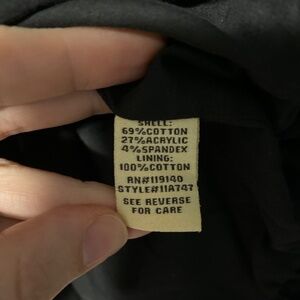 SHELL:
69%COTTON
27%ACRYLIC
4%SPANDEX
LINING:
100%COTTON
RN#119140
STYLE#11A747
SEE REVERSE
FOR CARE